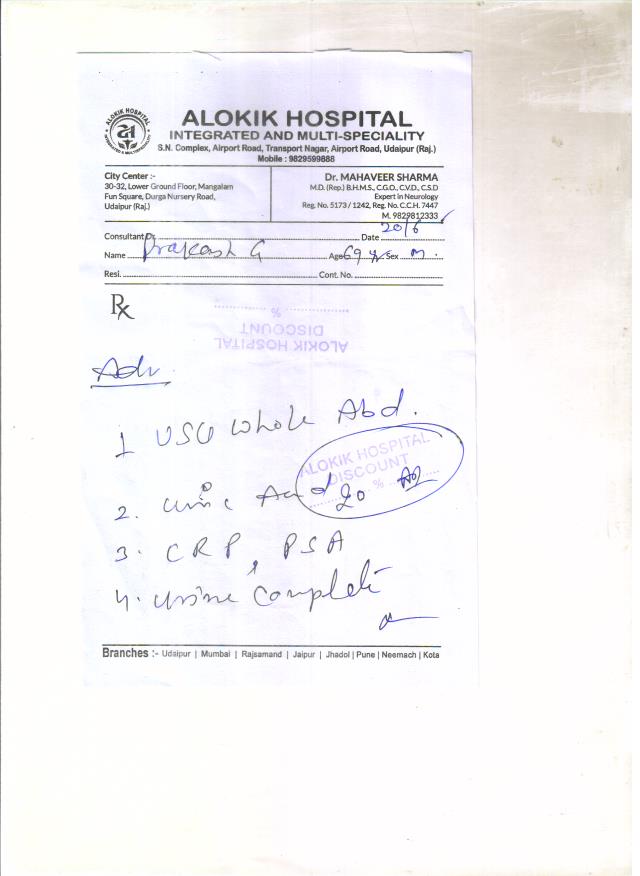 ALOKIK HOSPITAL
INTEGRATED AND MULTI-SPECIALITY
S.N. Complex, Airport Road, Transport Nagar, Airport Road, Udaipur (Raj.)
Mobile : 9829599888
ALOKIK HOSPITAL
INTEGRATED & MULTISPECIALITY
City Center :-
30-32, Lower Ground Floor, Mangalam
Fun Square, Durga Nursery Road,
Udaipur (Raj.)
Dr. MAHAVEER SHARMA
M.D. (Rep.) B.H.M.S., C.G.O., C.V.D., C.S.D
Expert in Neurology
Reg. No. 5173 / 1242, Reg. No. C.C.H. 7447
M. 9829812333
Consultant Dr. Date 20/6
Name Prakash G Age 69 y Sex m.
Resi. Cont. No.
Rx
%
DISCOUNT
ALOKIK HOSPITAL
Adv.
1 USG Whole Abd.
ALOKIK HOSPITAL
DISCOUNT
20 %
2. Uric Acid
3. CRP, PSA
4. Urine Complete
Branches :- Udaipur | Mumbai | Rajsamand | Jaipur | Jhadol | Pune | Neemach | Kota